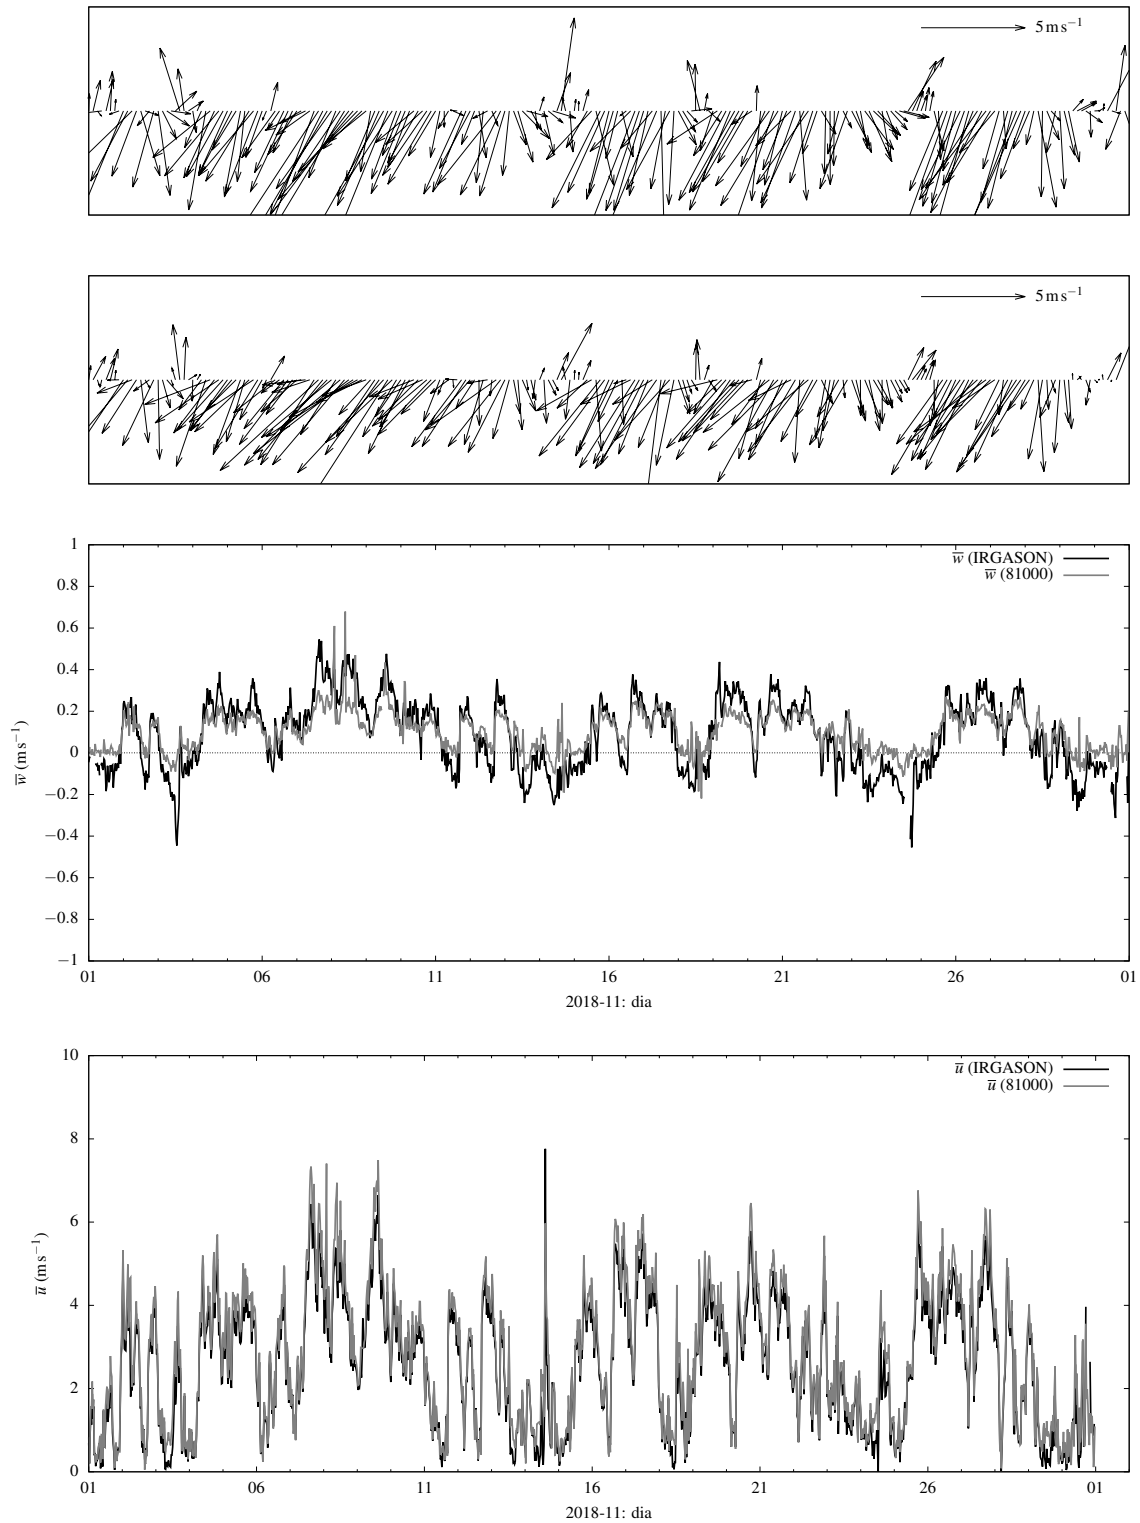 5 m s⁻¹
5 m s⁻¹
1
0.8
0.6
0.4
0.2
0
−0.2
−0.4
−0.6
−0.8
−1
w̅ (m s⁻¹)
w̅ (IRGASON)
w̅ (81000)
01 06 11 16 21 26 01
2018-11: dia
10
8
6
4
2
0
u̅ (m s⁻¹)
u̅ (IRGASON)
u̅ (81000)
01 06 11 16 21 26 01
2018-11: dia